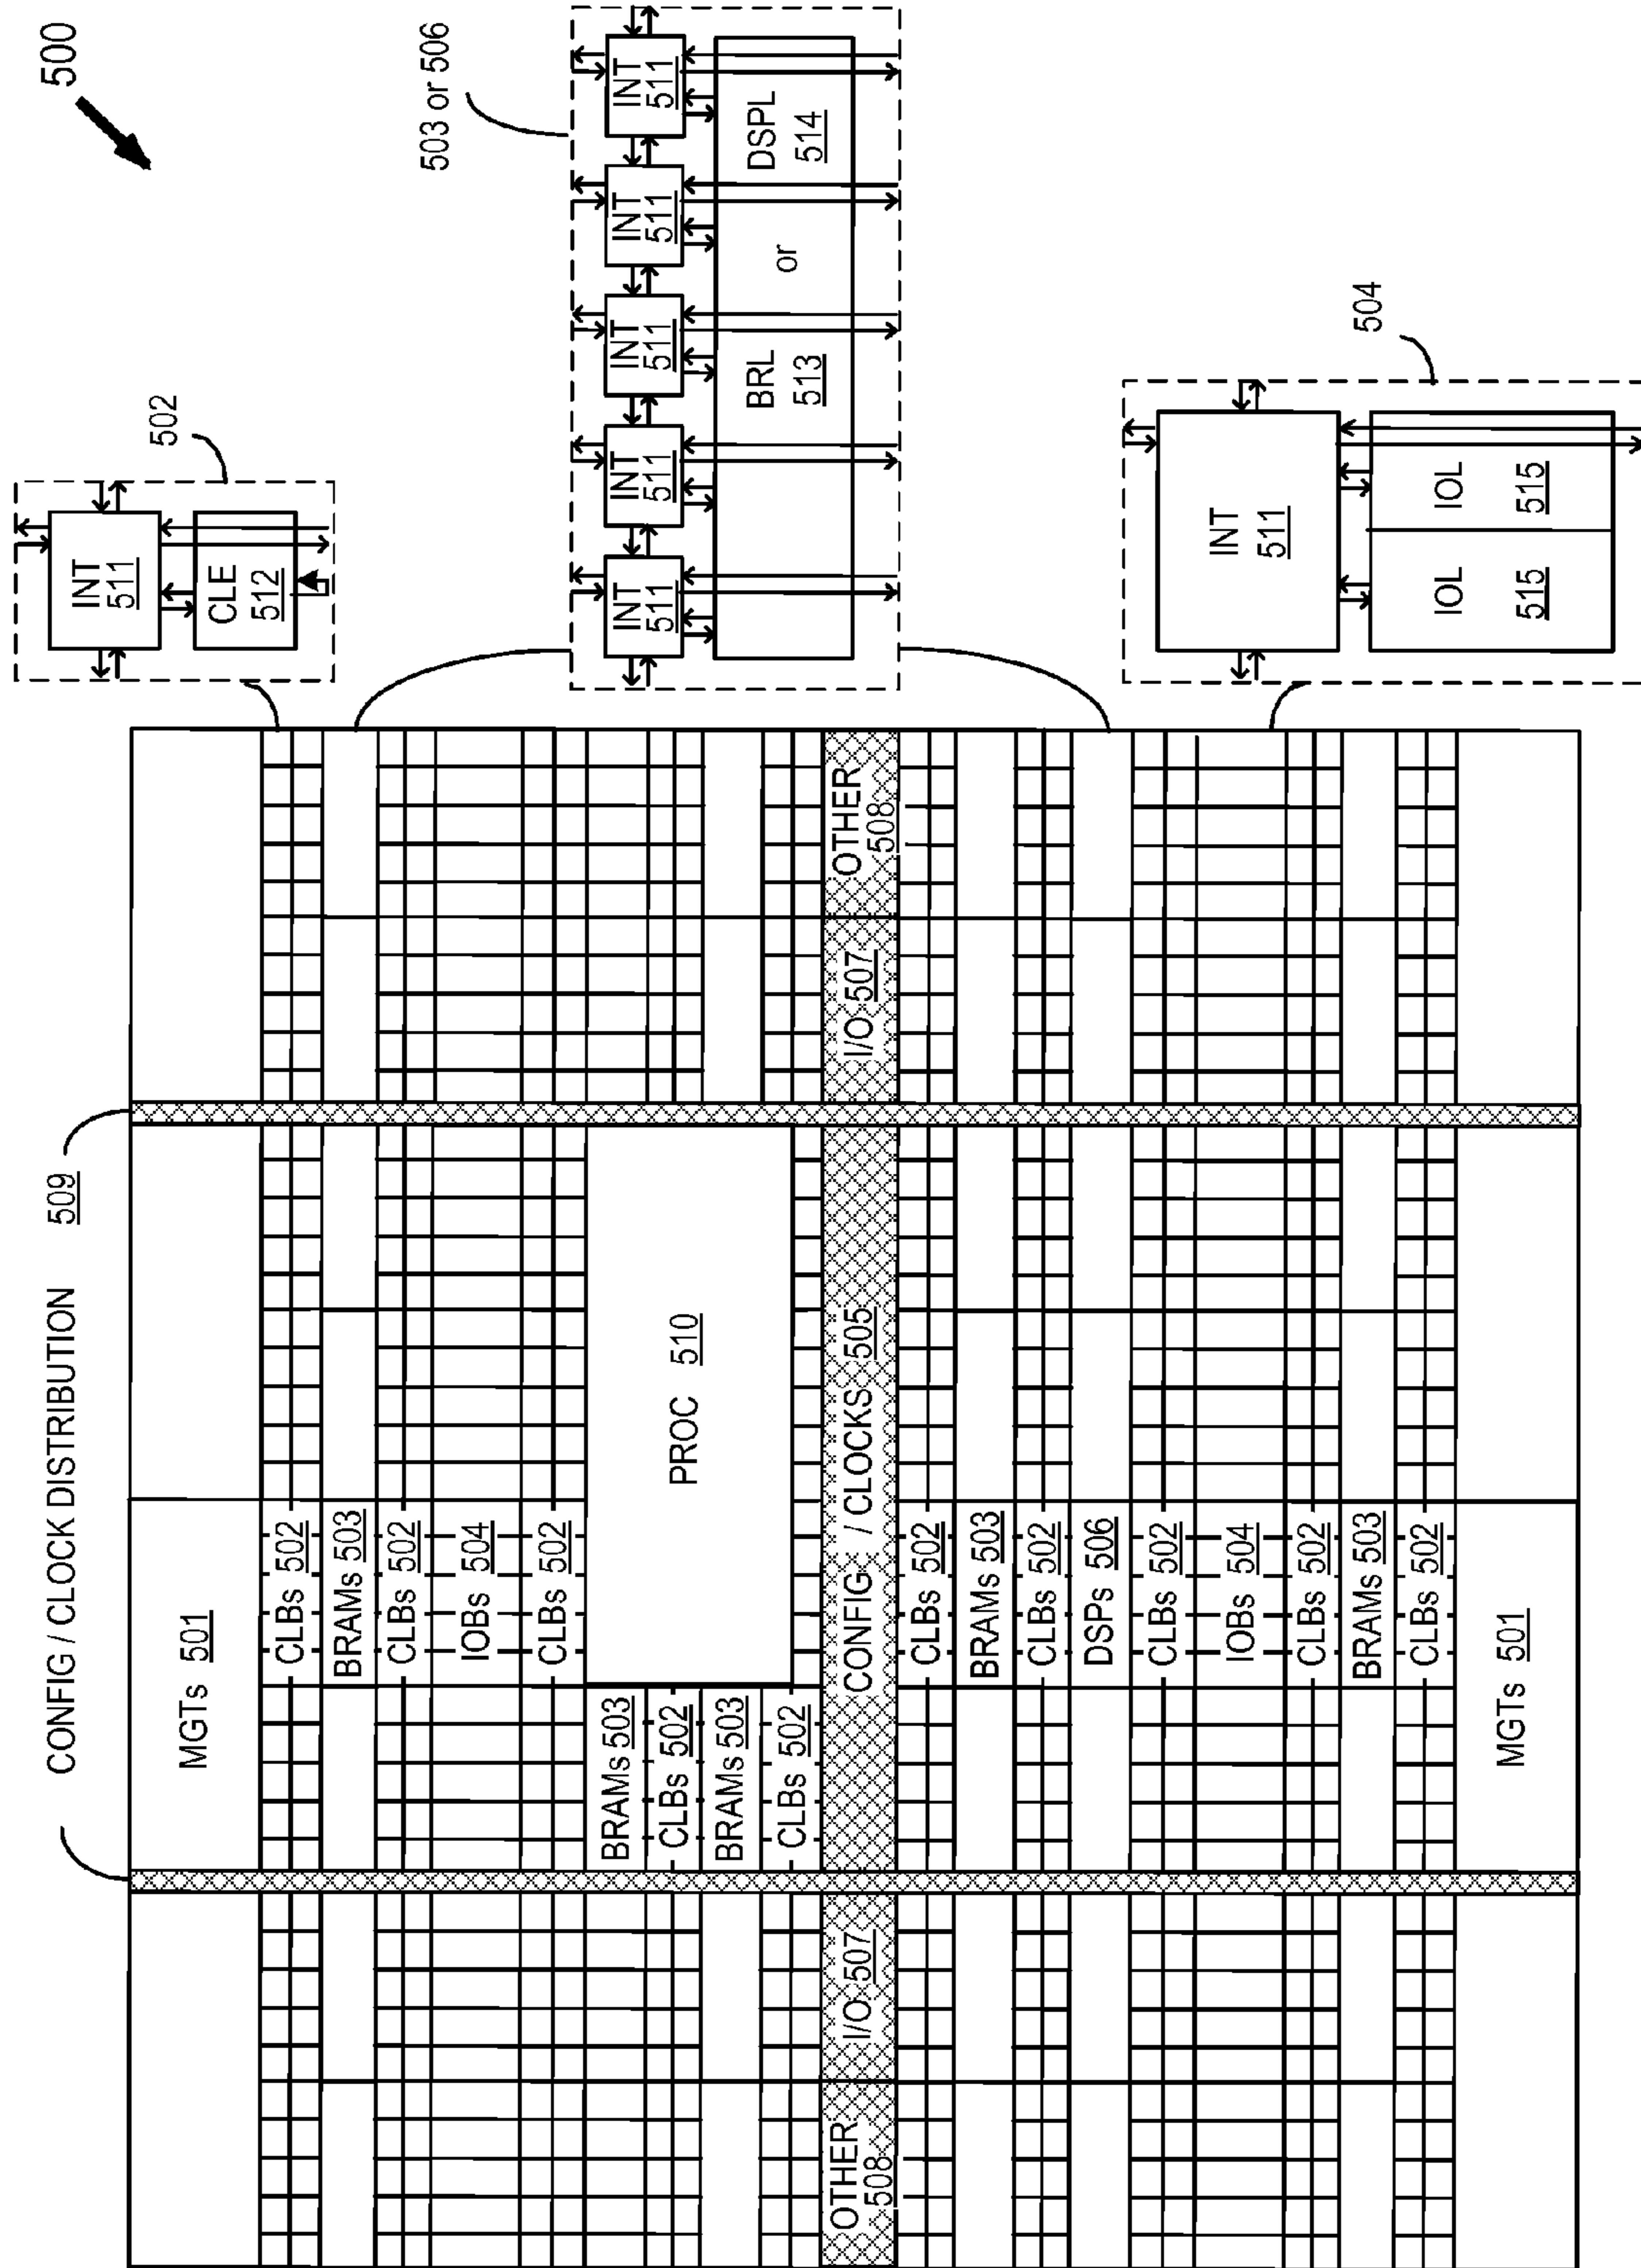 500
CONFIG / CLOCK DISTRIBUTION 509
MGTs 501
CLBs 502
BRAMs 503
CLBs 502
IOBs 504
CLBs 502
BRAMs 503
CLBs 502
BRAMs 503
CLBs 502
PROC 510
OTHER
508
I/O 507
CONFIG / CLOCKS 505
I/O 507
OTHER
508
CLBs 502
BRAMs 503
CLBs 502
DSPs 506
CLBs 502
IOBs 504
CLBs 502
BRAMs 503
CLBs 502
MGTs 501
502
INT
511
CLE
512
503 or 506
INT
511
INT
511
INT
511
INT
511
INT
511
BRL
513
or
DSPL
514
504
INT
511
IOL
515
IOL
515